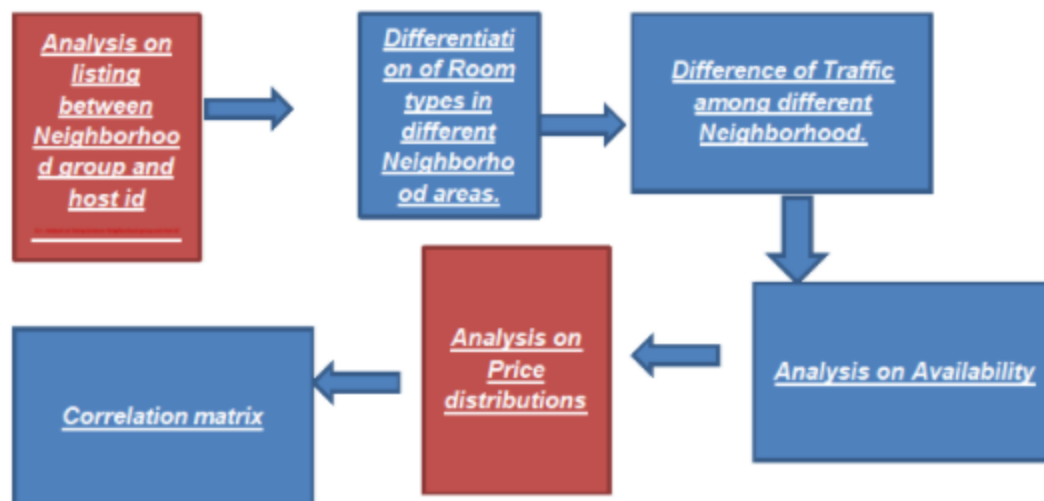 Analysis on
listing
between
Neighborhoo
d group and
host id
Differentiati
on of Room
types in
different
Neighborho
od areas.
Difference of Traffic
among different
Neighborhood.
Analysis on Availability
Analysis on
Price
distributions
Correlation matrix